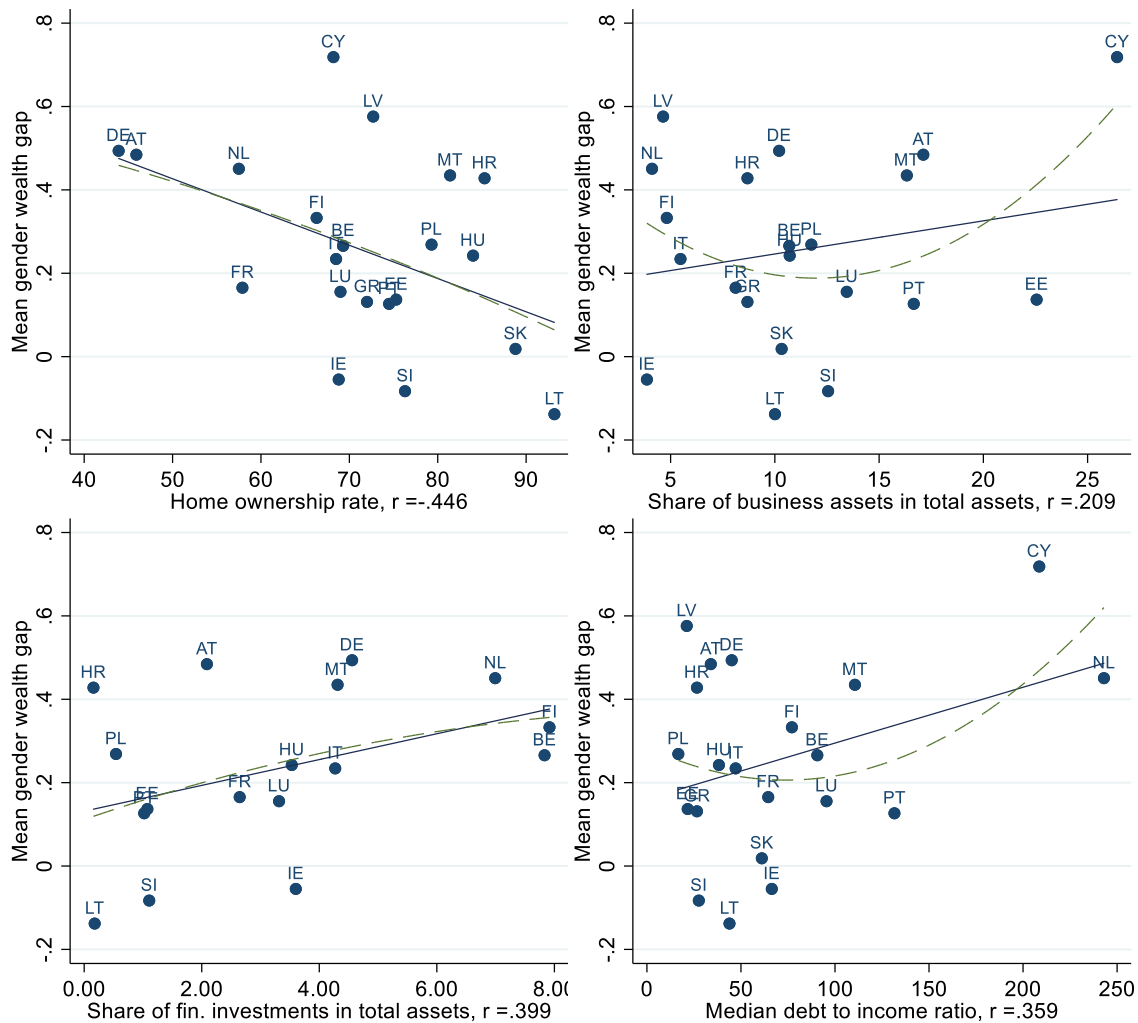 Mean gender wealth gap
.8
.6
.4
.2
0
-.2
CY
LV
DE
AT
NL
MT
HR
FI
BE
PL
IT
HU
FR
LU
GR
PT
EE
SK
IE
SI
LT
40 50 60 70 80 90
Home ownership rate, r =-.446
Mean gender wealth gap
.8
.6
.4
.2
0
-.2
CY
LV
DE
AT
NL
HR
MT
FI
BE
PL
IT
HU
FR
GR
LU
PT
EE
SK
IE
SI
LT
5 10 15 20 25
Share of business assets in total assets, r =.209
Mean gender wealth gap
.8
.6
.4
.2
0
-.2
HR
AT
DE
MT
NL
FI
BE
PL
HU
IT
FR
LU
EE
PT
IE
SI
LT
0.00 2.00 4.00 6.00 8.00
Share of fin. investments in total assets, r =.399
Mean gender wealth gap
.8
.6
.4
.2
0
-.2
CY
LV
AT
DE
HR
MT
NL
FI
PL
HU
IT
BE
FR
LU
EE
GR
PT
SK
IE
SI
LT
0 50 100 150 200 250
Median debt to income ratio, r =.359